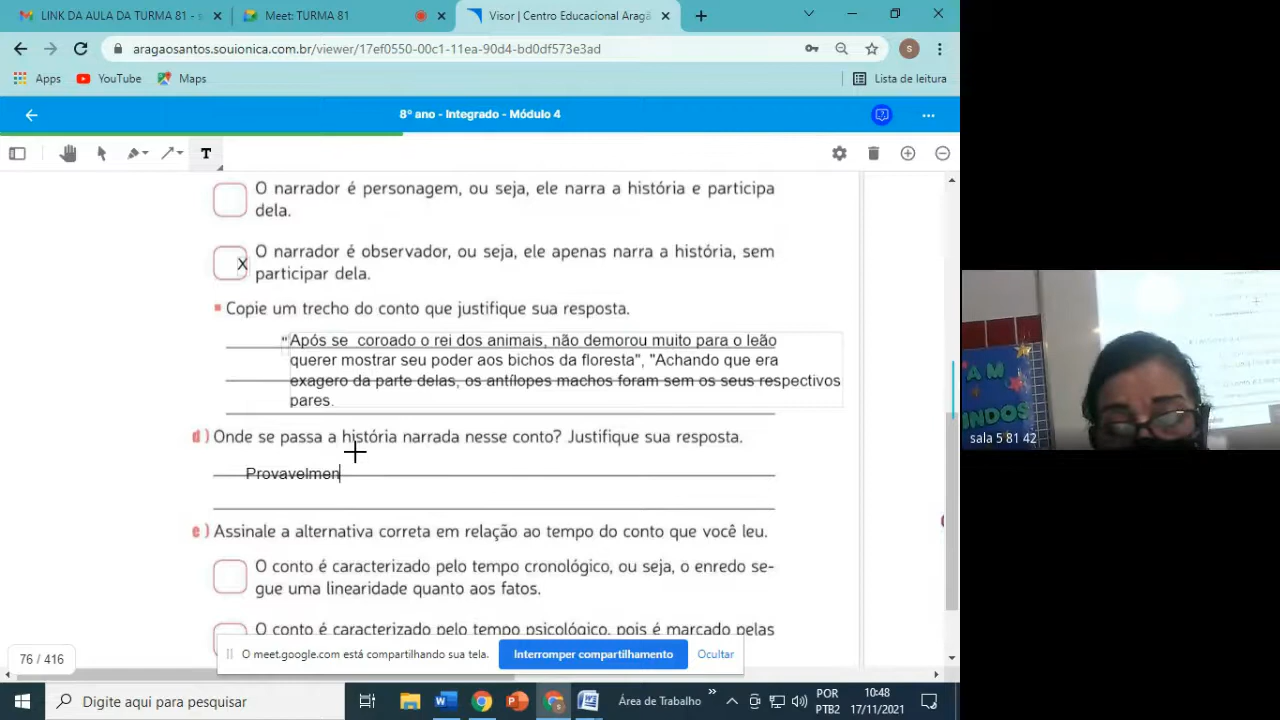 LINK DA AULA DA TURMA 81 - s
Meet: TURMA 81
Visor | Centro Educacional Aragã
aragaosantos.souionica.com.br/viewer/17ef0550-00c1-11ea-90d4-bd0df573e3ad
S
Apps
YouTube
Maps
Lista de leitura
8º ano - Integrado - Módulo 4
T
O narrador é personagem, ou seja, ele narra a história e participa
dela.
O narrador é observador, ou seja, ele apenas narra a história, sem
X
participar dela.
Copie um trecho do conto que justifique sua resposta.
"Após se coroado o rei dos animais, não demorou muito para o leão
querer mostrar seu poder aos bichos da floresta", "Achando que era
exagero da parte delas, os antílopes machos foram sem os seus respectivos
pares.
d) Onde se passa a história narrada nesse conto? Justifique sua resposta.
Provavelmen
e) Assinale a alternativa correta em relação ao tempo do conto que você leu.
O conto é caracterizado pelo tempo cronológico, ou seja, o enredo se-
gue uma linearidade quanto aos fatos.
O conto é caracterizado pelo tempo psicológico, pois é marcado pelas
76 / 416
O meet.google.com está compartilhando sua tela.
Interromper compartilhamento
Ocultar
Digite aqui para pesquisar
Área de Trabalho
POR
PTB2
10:48
17/11/2021
AM
INDOS
sala 5 81 42